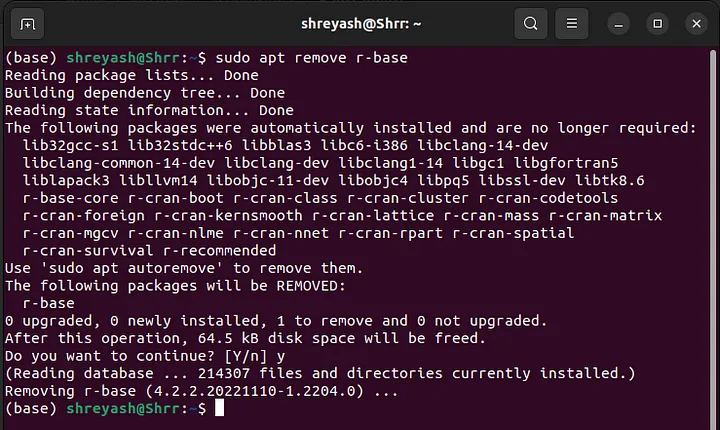 shreyash@Shrr: ~
(base) shreyash@Shrr:~$ sudo apt remove r-base
Reading package lists... Done
Building dependency tree... Done
Reading state information... Done
The following packages were automatically installed and are no longer required:
  lib32gcc-s1 lib32stdc++6 libblas3 libc6-i386 libclang-14-dev
  libclang-common-14-dev libclang-dev libclang1-14 libgc1 libgfortran5
  liblapack3 libllvm14 libobjc-11-dev libobjc4 libpq5 libssl-dev libtk8.6
  r-base-core r-cran-boot r-cran-class r-cran-cluster r-cran-codetools
  r-cran-foreign r-cran-kernsmooth r-cran-lattice r-cran-mass r-cran-matrix
  r-cran-mgcv r-cran-nlme r-cran-nnet r-cran-rpart r-cran-spatial
  r-cran-survival r-recommended
Use 'sudo apt autoremove' to remove them.
The following packages will be REMOVED:
  r-base
0 upgraded, 0 newly installed, 1 to remove and 0 not upgraded.
After this operation, 64.5 kB disk space will be freed.
Do you want to continue? [Y/n] y
(Reading database ... 214307 files and directories currently installed.)
Removing r-base (4.2.2.20221110-1.2204.0) ...
(base) shreyash@Shrr:~$